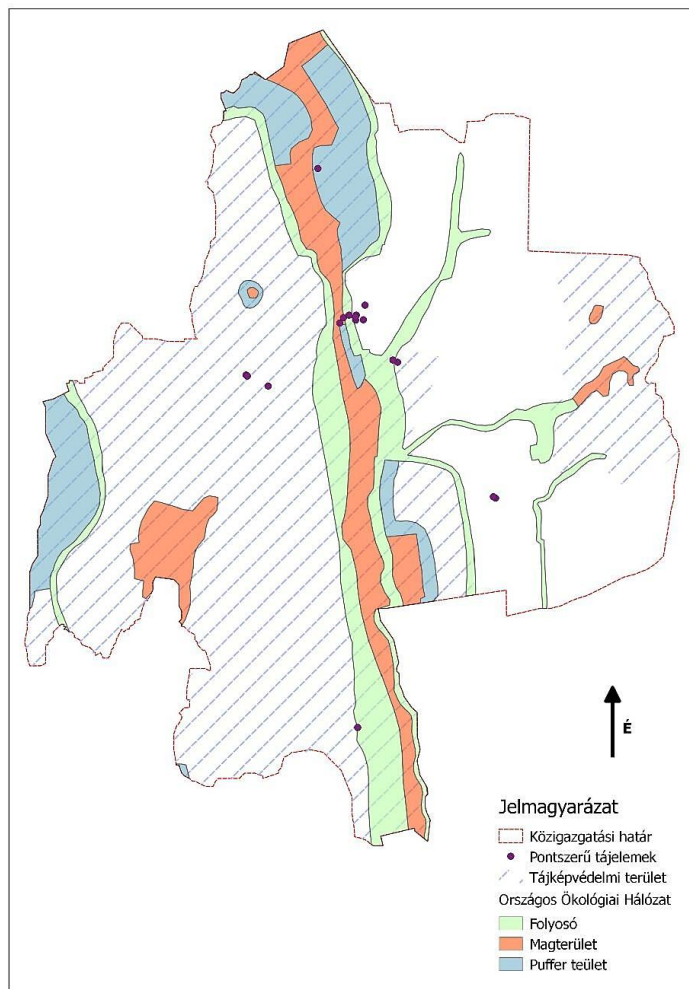 É
Jelmagyarázat
Közigazgatási határ
Pontszerű tájelemek
Tájképvédelmi terület
Országos Ökológiai Hálózat
Folyosó
Magterület
Puffer teület